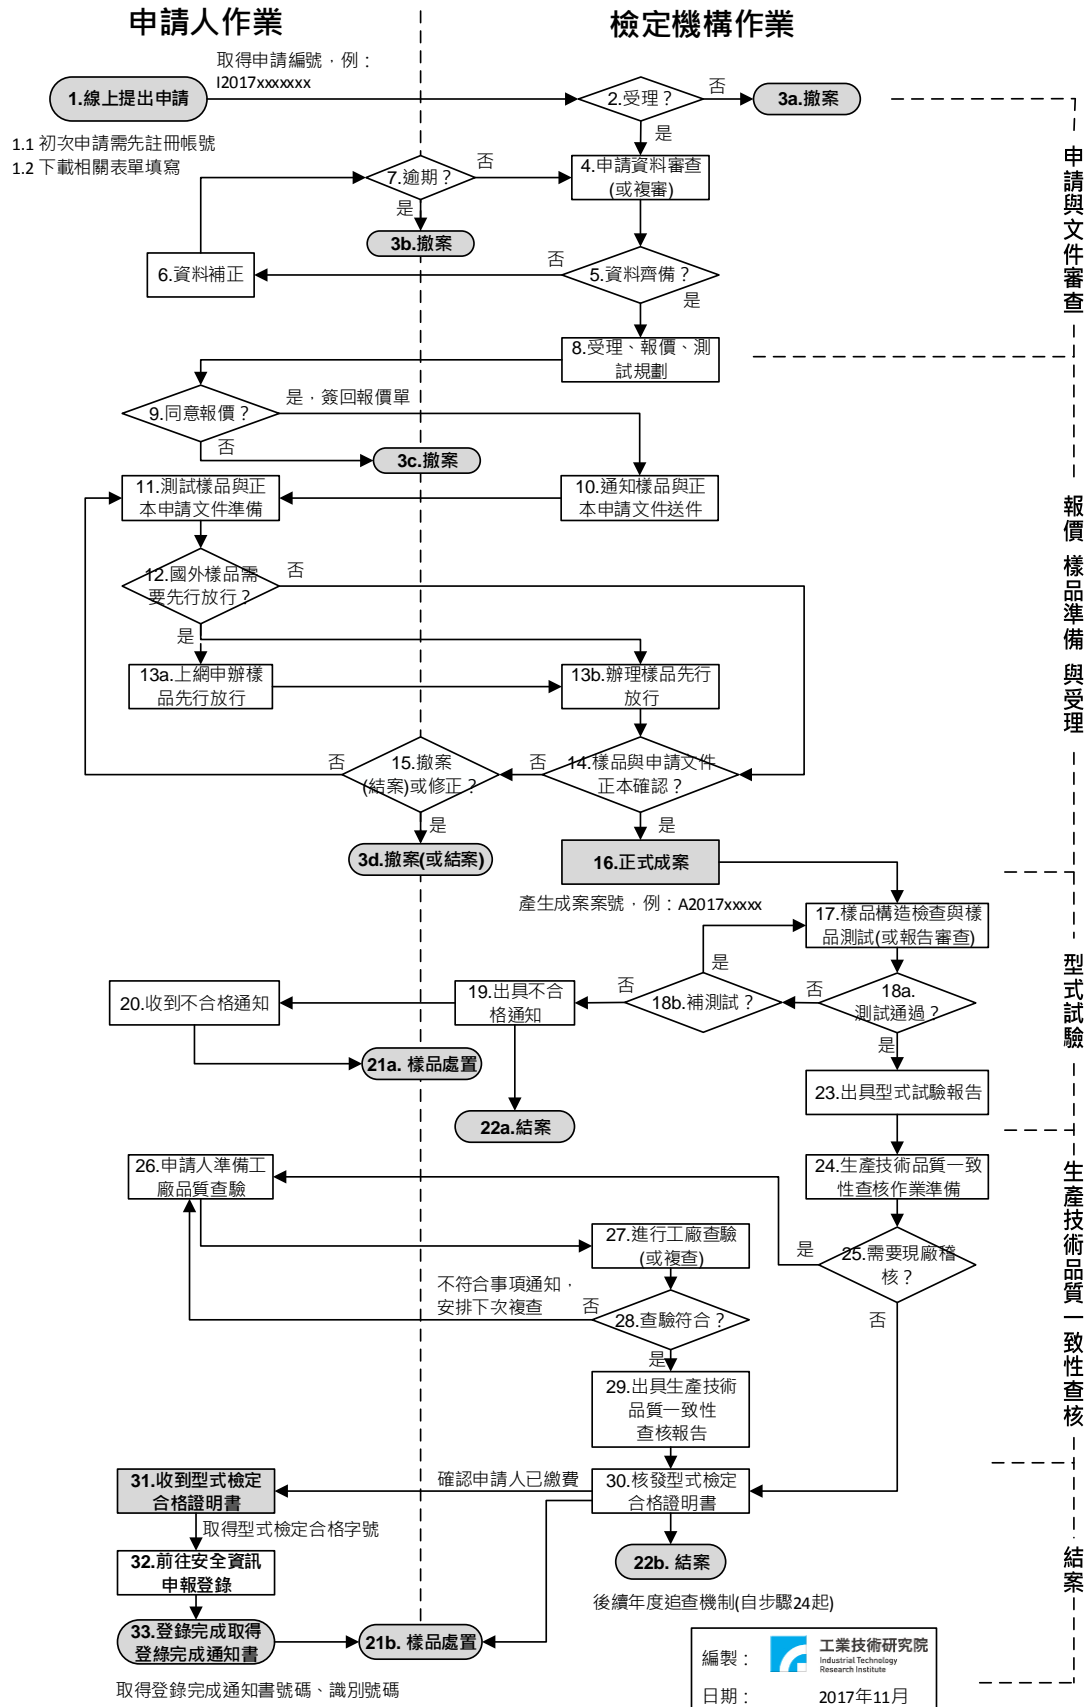 申請人作業
檢定機構作業
取得申請編號，例：
I2017xxxxxxx
1.線上提出申請
2.受理？
否
3a.撤案
是
1.1 初次申請需先註冊帳號
1.2 下載相關表單填寫
申請與文件審查
7.逾期？
否
4.申請資料審查
(或複審)
是
3b.撤案
6.資料補正
否
5.資料齊備？
是
8.受理、報價、測
試規劃
9.同意報價？
是，簽回報價單
否
3c.撤案
11.測試樣品與正
本申請文件準備
10.通知樣品與正
本申請文件送件
報價 樣品準備 與受理
12.國外樣品需
要先行放行？
否
是
13a.上網申辦樣
品先行放行
13b.辦理樣品先行
放行
否
15.撤案
(結案)或修正？
否
14.樣品與申請文件
正本確認？
是
是
3d.撤案(或結案)
16.正式成案
產生成案案號，例：A2017xxxxx
17.樣品構造檢查與樣
品測試(或報告審查)
型式試驗
是
20.收到不合格通知
19.出具不合
格通知
否
18b.補測試？
否
18a.
測試通過？
是
21a. 樣品處置
23.出具型式試驗報告
22a.結案
26.申請人準備工
廠品質查驗
24.生產技術品質一致
性查核作業準備
生產技術品質一致性查核
27.進行工廠查驗
(或複查)
是
25.需要現廠稽
核？
不符合事項通知，
安排下次複查
否
28.查驗符合？
否
是
29.出具生產技術
品質一致性
查核報告
31.收到型式檢定
合格證明書
確認申請人已繳費
30.核發型式檢定
合格證明書
取得型式檢定合格字號
32.前往安全資訊
申報登錄
22b. 結案
結案
後續年度追查機制(自步驟24起)
33.登錄完成取得
登錄完成通知書
21b. 樣品處置
取得登錄完成通知書號碼、識別號碼
編製：
工業技術研究院
Industrial Technology
Research Institute
日期：
2017年11月